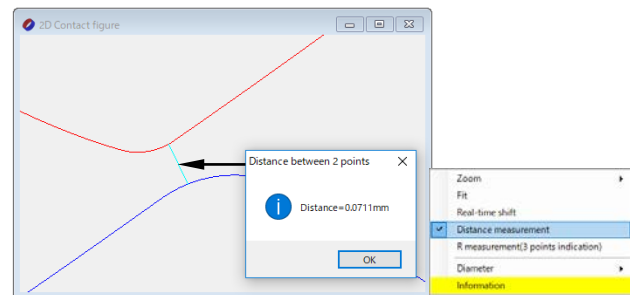 2D Contact figure
Distance between 2 points
Distance=0.0711mm
OK
Zoom
Fit
Real-time shift
Distance measurement
R measurement(3 points indication)
Diameter
Information